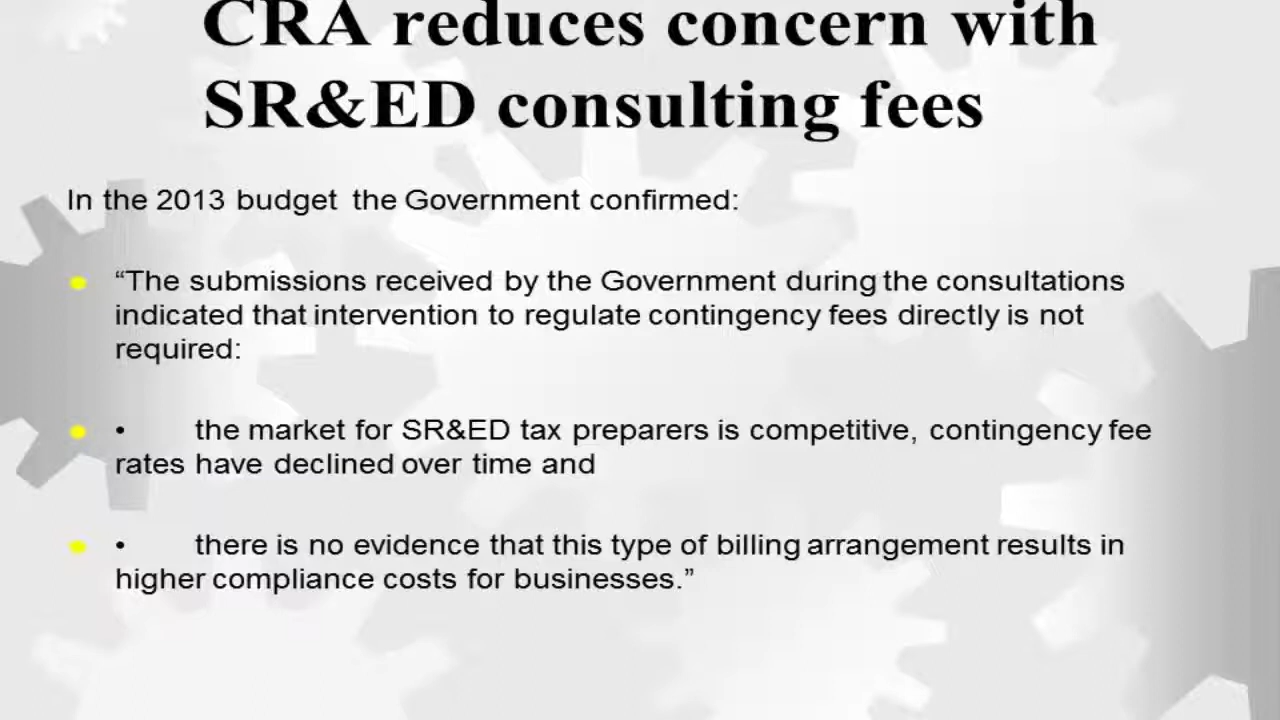 CRA reduces concern with
SR&ED consulting fees
In the 2013 budget the Government confirmed:
“The submissions received by the Government during the consultations
indicated that intervention to regulate contingency fees directly is not
required:
• the market for SR&ED tax preparers is competitive, contingency fee
rates have declined over time and
• there is no evidence that this type of billing arrangement results in
higher compliance costs for businesses.”